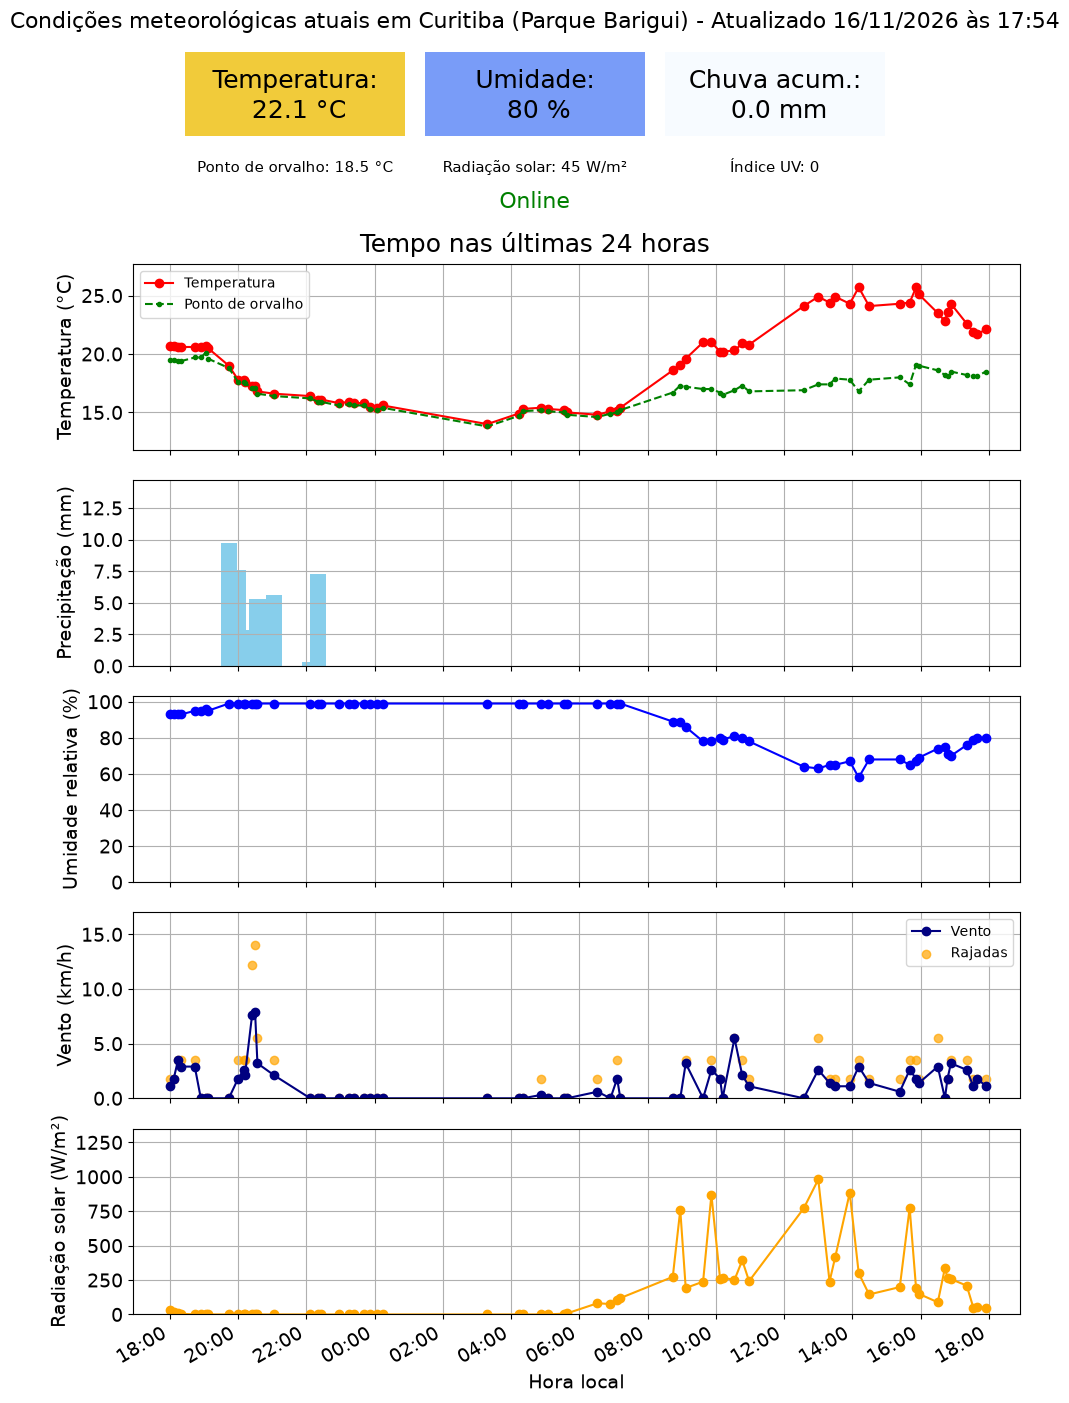 Condições meteorológicas atuais em Curitiba (Parque Barigui) - Atualizado 16/11/2026 às 17:54
Temperatura:
22.1 °C
Umidade:
80 %
Chuva acum.:
0.0 mm
Ponto de orvalho: 18.5 °C
Radiação solar: 45 W/m²
Índice UV: 0
Online
Tempo nas últimas 24 horas
Temperatura (°C)
25.0
20.0
15.0
Temperatura
Ponto de orvalho
Precipitação (mm)
12.5
10.0
7.5
5.0
2.5
0.0
Umidade relativa (%)
100
80
60
40
20
0
Vento (km/h)
15.0
10.0
5.0
0.0
Vento
Rajadas
Radiação solar (W/m²)
1250
1000
750
500
250
0
18:00
20:00
22:00
00:00
02:00
04:00
06:00
08:00
10:00
12:00
14:00
16:00
18:00
Hora local